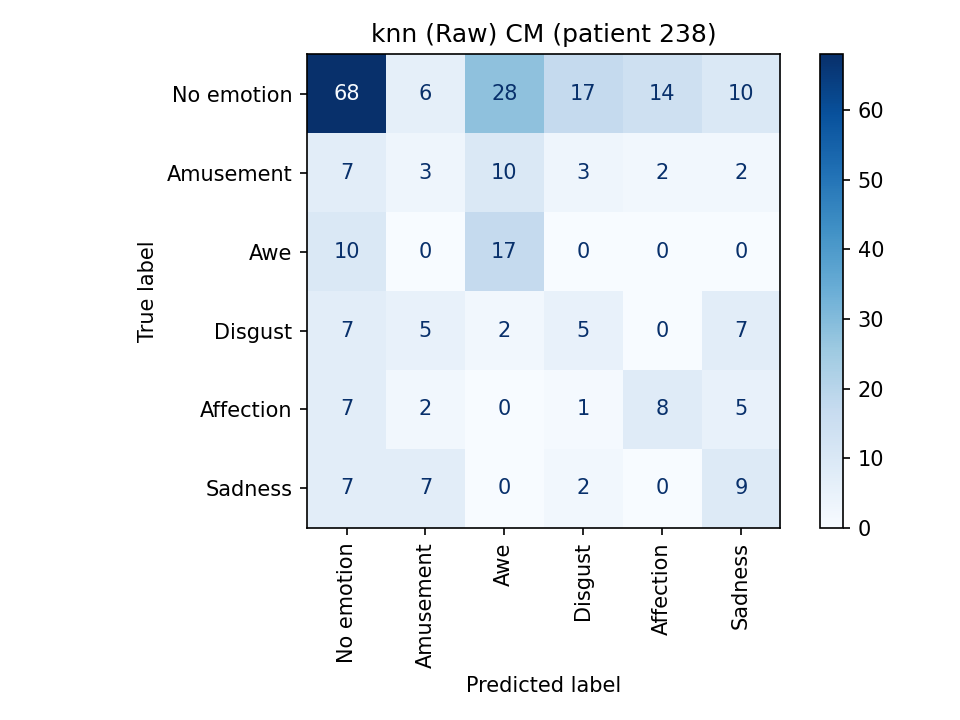 knn (Raw) CM (patient 238)
No emotion 68 6 28 17 14 10
Amusement 7 3 10 3 2 2
Awe 10 0 17 0 0 0
Disgust 7 5 2 5 0 7
Affection 7 2 0 1 8 5
Sadness 7 7 0 2 0 9
True label
No emotion
Amusement
Awe
Disgust
Affection
Sadness
Predicted label
60
50
40
30
20
10
0